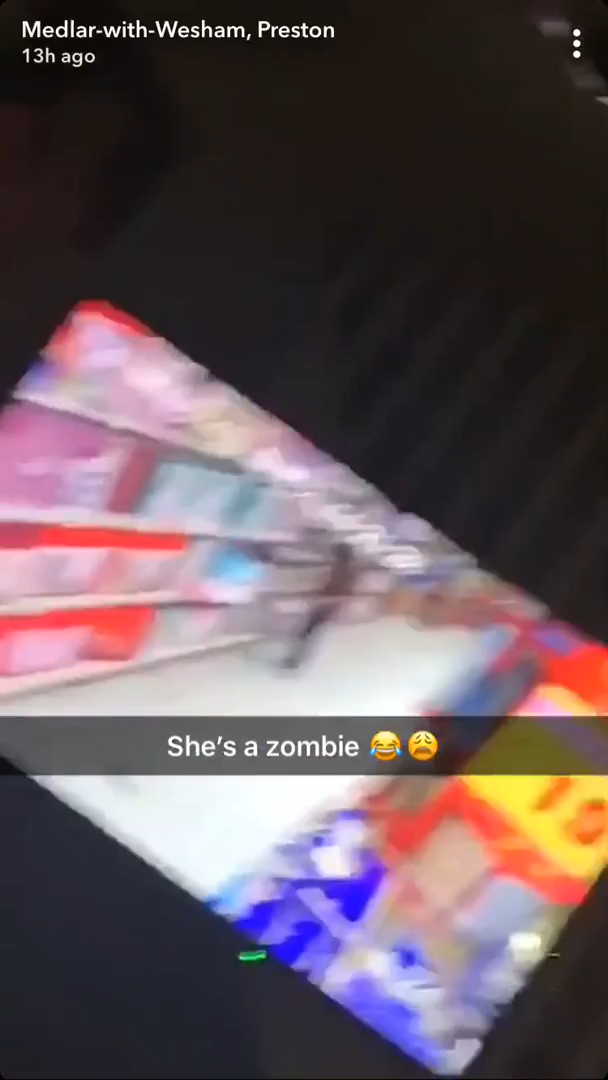 Medlar-with-Wesham, Preston
13h ago
She's a zombie 😂😩